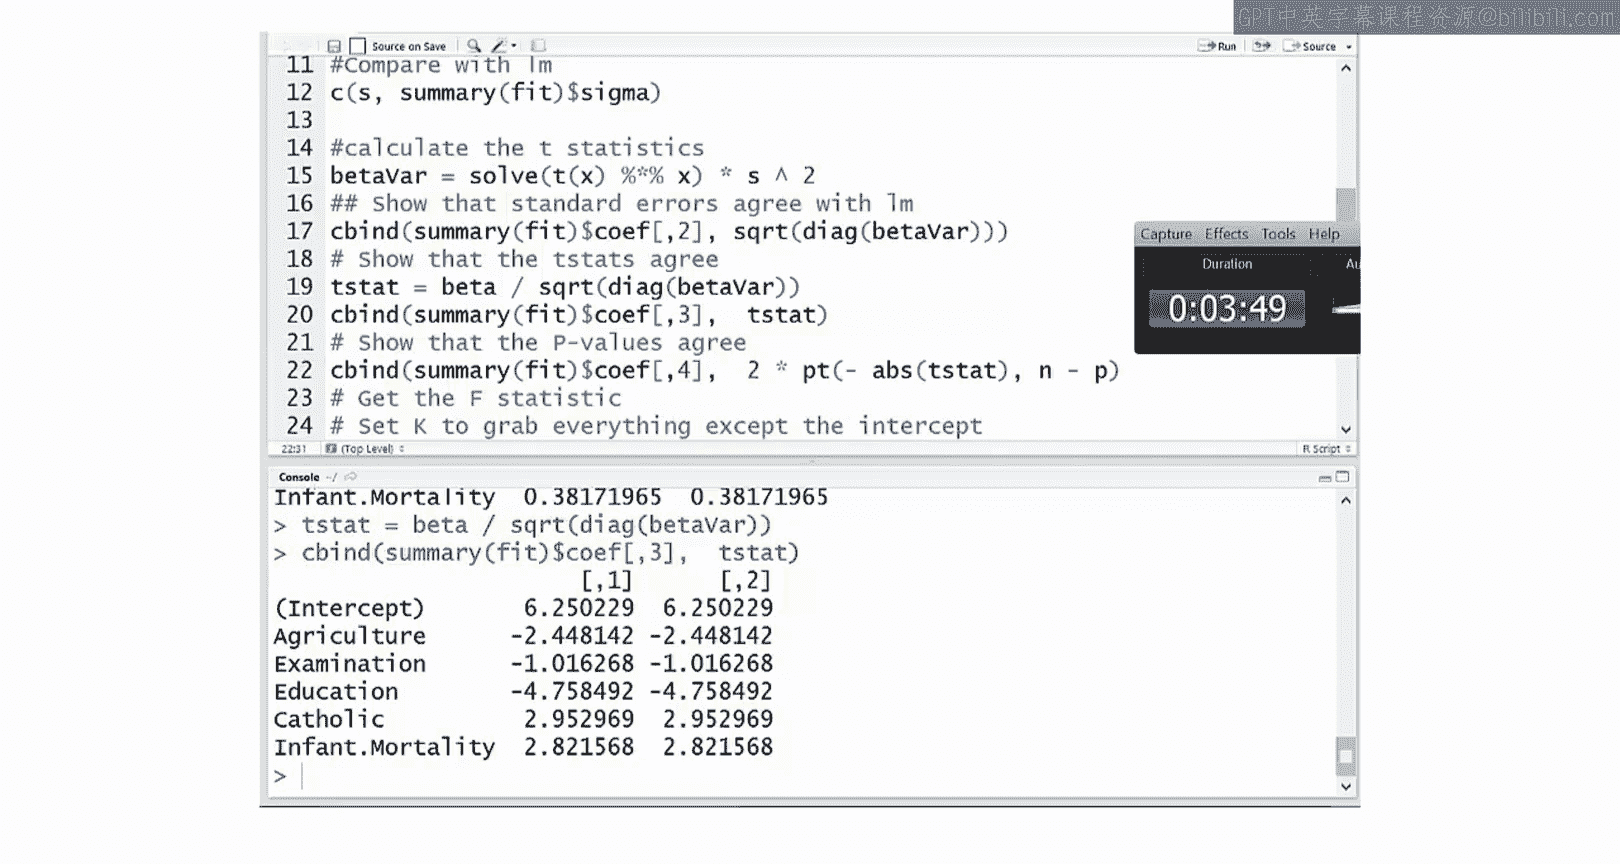 GPT中英字幕课程资源@bilibili.com
Source on Save
Run
Source
11 #Compare with lm
12 c(s, summary(fit)$sigma)
13
14 #calculate the t statistics
15 betaVar = solve(t(x) %*% x) * s ^ 2
16 ## Show that standard errors agree with lm
17 cbind(summary(fit)$coef[,2], sqrt(diag(betaVar)))
18 # Show that the tstats agree
19 tstat = beta / sqrt(diag(betaVar))
20 cbind(summary(fit)$coef[,3],  tstat)
21 # Show that the P-values agree
22 cbind(summary(fit)$coef[,4],  2 * pt(- abs(tstat), n - p)
23 # Get the F statistic
24 # Set K to grab everything except the intercept
22:31 (Top Level)
R Script
Capture Effects Tools Help
Duration
Au
0:03:49
Console ~/
Infant.Mortality 0.38171965 0.38171965
> tstat = beta / sqrt(diag(betaVar))
> cbind(summary(fit)$coef[,3],  tstat)
[,1] [,2]
(Intercept) 6.250229 6.250229
Agriculture -2.448142 -2.448142
Examination -1.016268 -1.016268
Education -4.758492 -4.758492
Catholic 2.952969 2.952969
Infant.Mortality 2.821568 2.821568
>